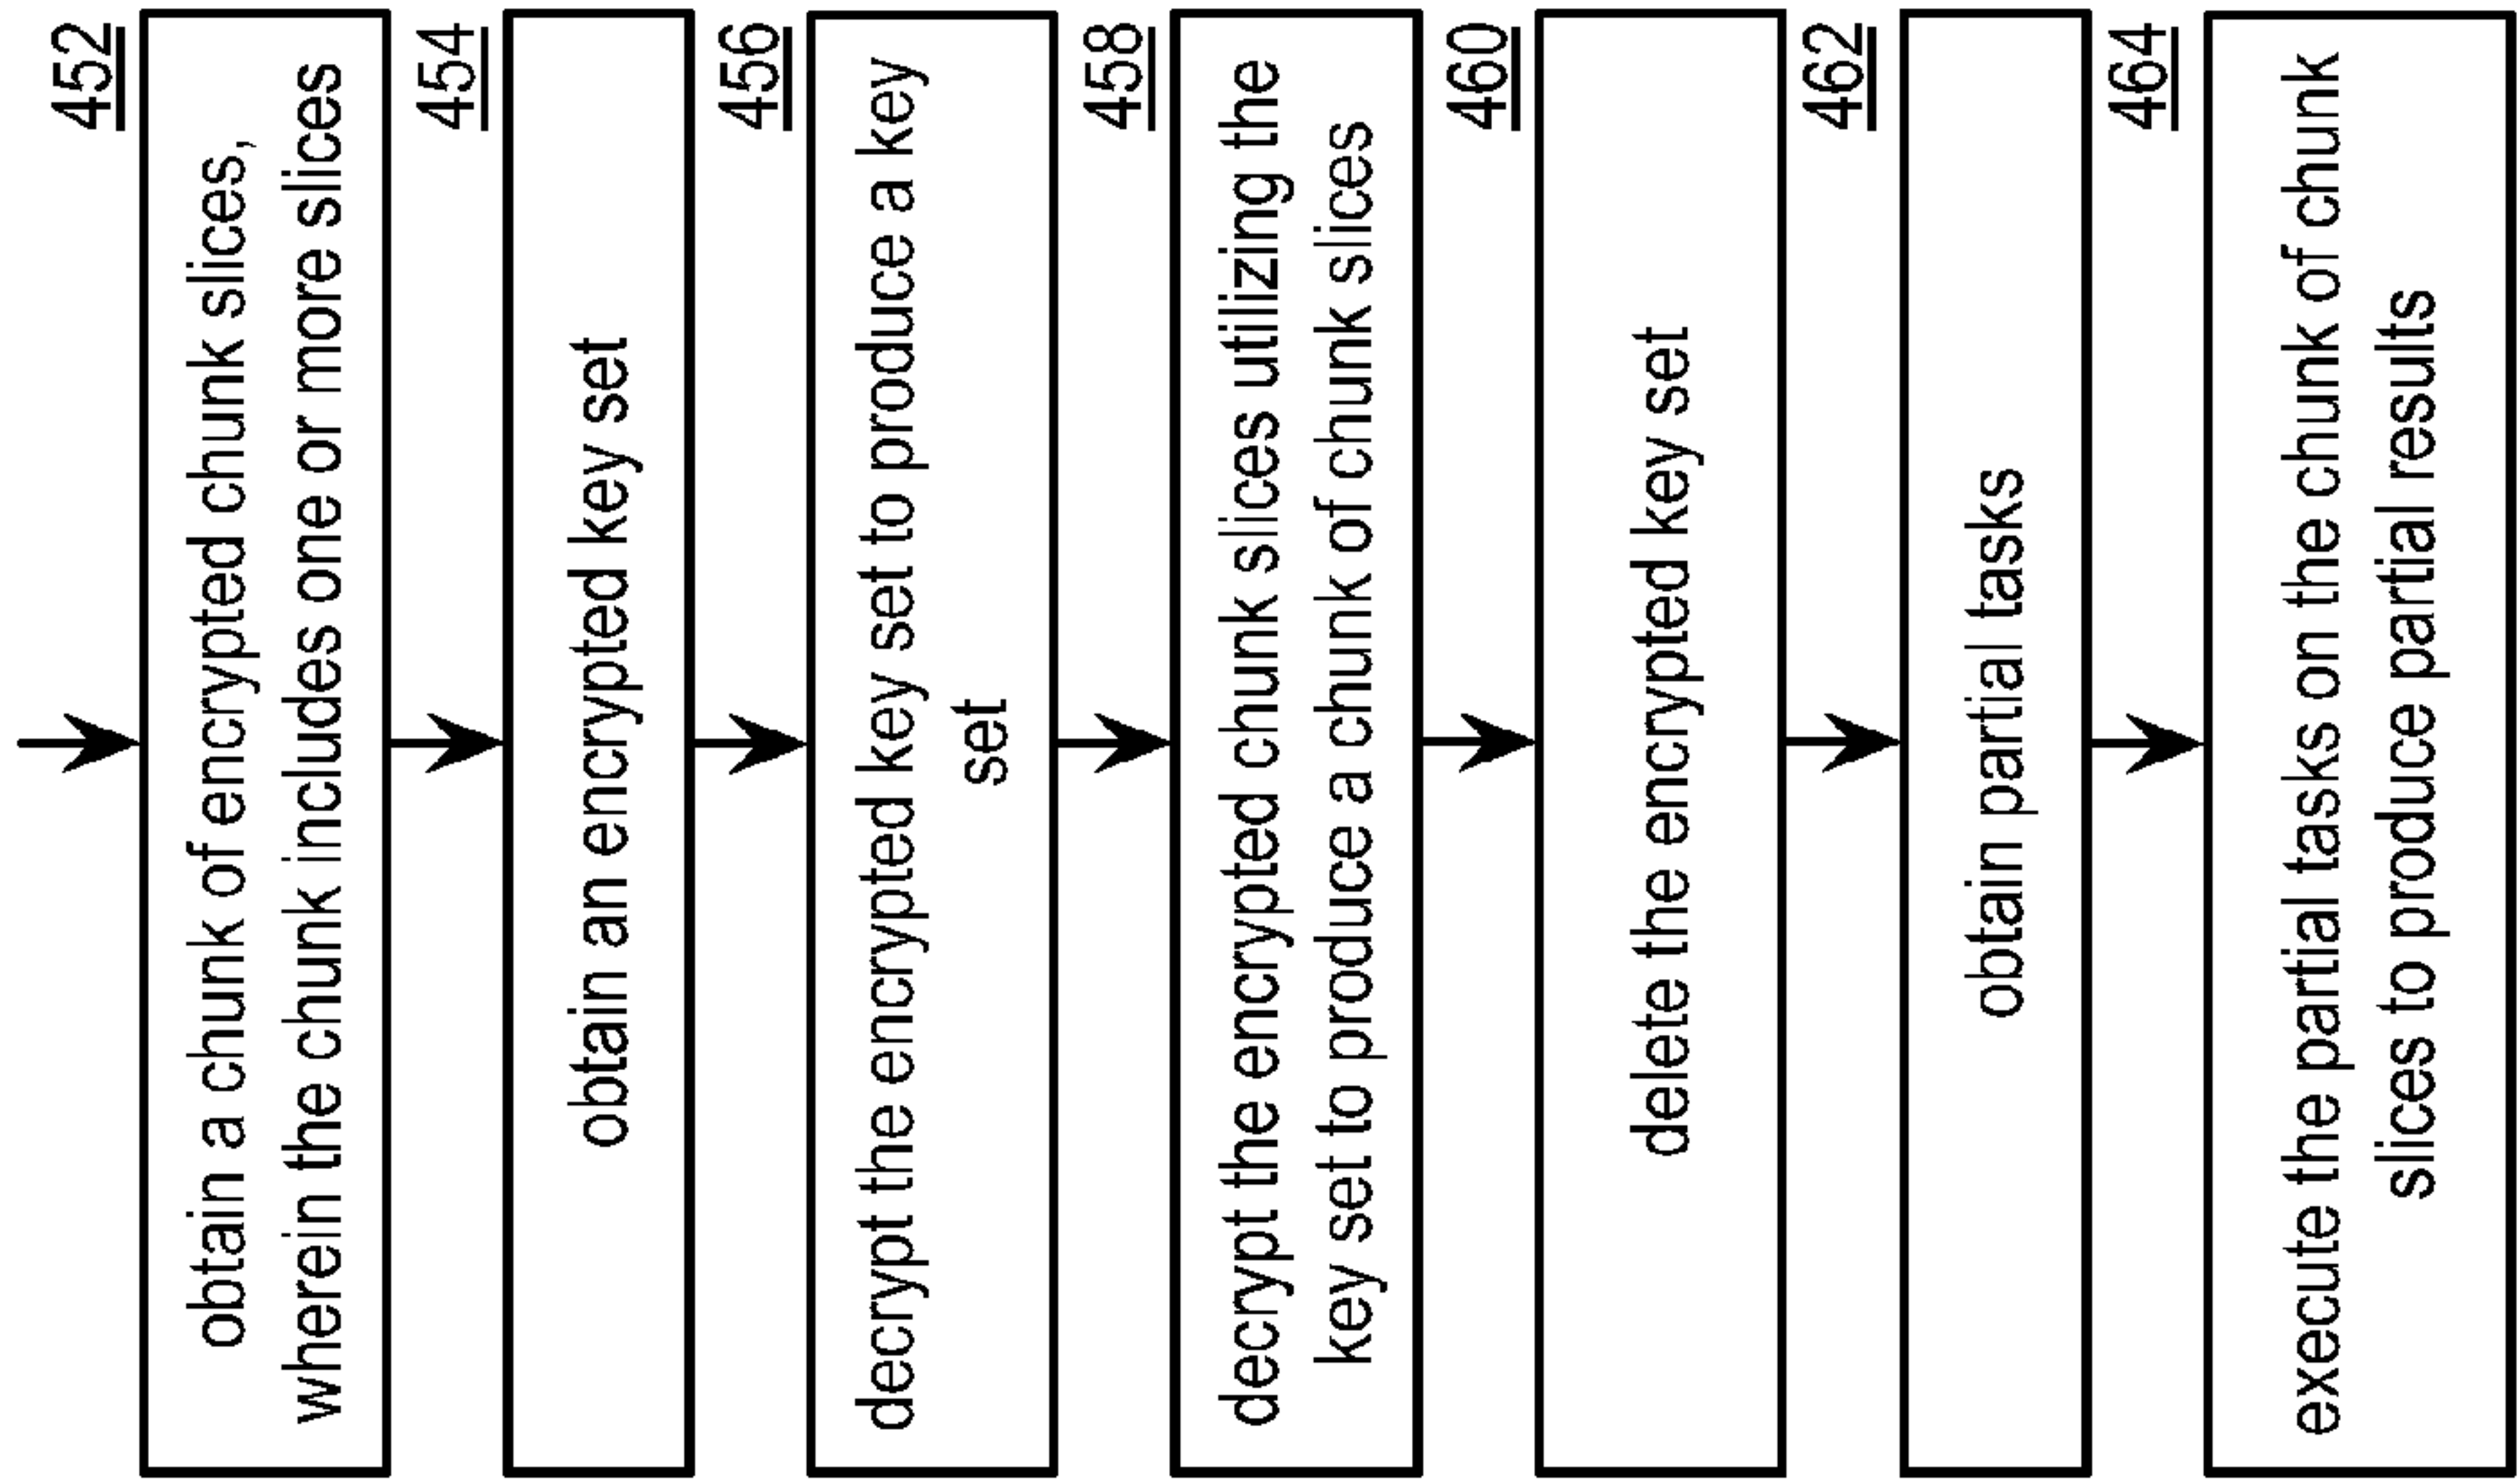 452
obtain a chunk of encrypted chunk slices,
wherein the chunk includes one or more slices
454
obtain an encrypted key set
456
decrypt the encrypted key set to produce a key
set
458
decrypt the encrypted chunk slices utilizing the
key set to produce a chunk of chunk slices
460
delete the encrypted key set
462
obtain partial tasks
464
execute the partial tasks on the chunk of chunk
slices to produce partial results